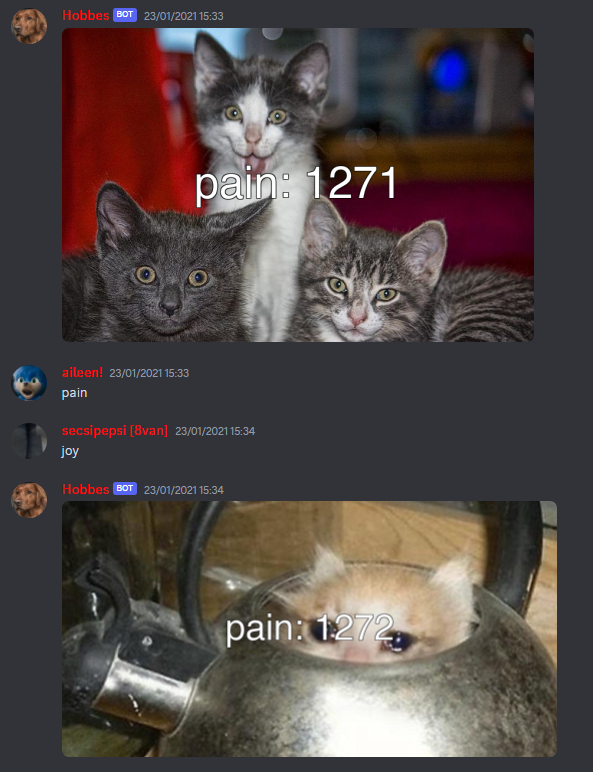 Hobbes BOT 23/01/2021 15:33
pain: 1271
aileen! 23/01/2021 15:33
pain
secsipepsi [8van] 23/01/2021 15:34
joy
Hobbes BOT 23/01/2021 15:34
pain: 1272